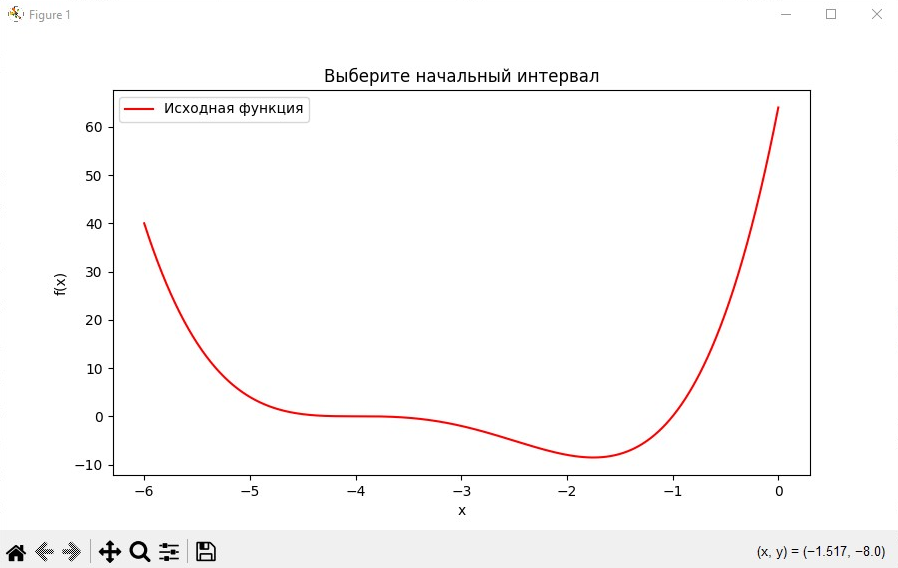 Figure 1
Выберите начальный интервал
Исходная функция
60
50
40
30
20
10
0
−10
f(x)
−6 −5 −4 −3 −2 −1 0
x
(x, y) = (−1.517, −8.0)